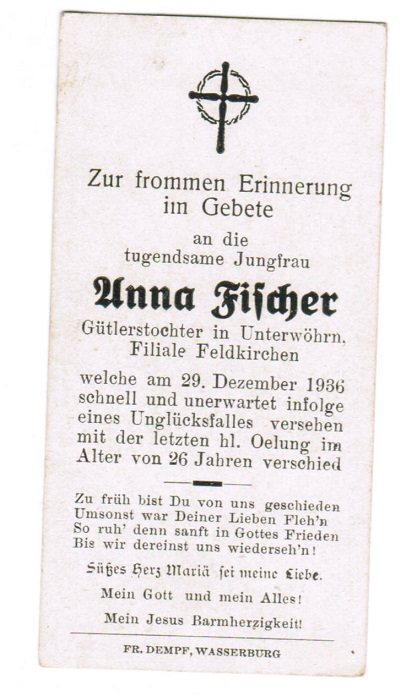 Zur frommen Erinnerung
im Gebete
an die
tugendsame Jungfrau
Anna Fischer
Gütlerstochter in Unterwöhrn,
Filiale Feldkirchen
welche am 29. Dezember 1936
schnell und unerwartet infolge
eines Unglücksfalles versehen
mit der letzten hl. Oelung im
Alter von 26 Jahren verschied
Zu früh bist Du von uns geschieden
Umsonst war Deiner Lieben Fleh'n
So ruh' denn sanft in Gottes Frieden
Bis wir dereinst uns wiederseh'n!
Süßes Herz Mariä sei meine Liebe.
Mein Gott und mein Alles!
Mein Jesus Barmherzigkeit!
FR. DEMPF, WASSERBURG